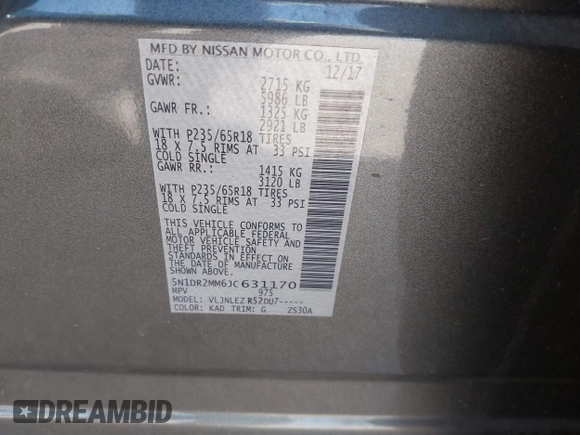 MFD BY NISSAN MOTOR CO., LTD.
DATE: 12/17
GVWR: 2715 KG
5986 LB
GAWR FR.: 1325 KG
2921 LB
WITH P235/65R18 TIRES
18 X 7.5 RIMS AT 33 PSI
COLD SINGLE
GAWR RR.: 1415 KG
3120 LB
WITH P235/65R18 TIRES
18 X 7.5 RIMS AT 33 PSI
COLD SINGLE
THIS VEHICLE CONFORMS TO
ALL APPLICABLE FEDERAL
MOTOR VEHICLE SAFETY AND
THEFT PREVENTION
STANDARDS IN EFFECT ON
THE DATE OF MANUFACTURE
SHOWN ABOVE.
5N1DR2MM6JC631170
MPV 975
MODEL: VLJNLEZ R52DU7-----
COLOR: KAD TRIM: G 2S30A
DREAMBID